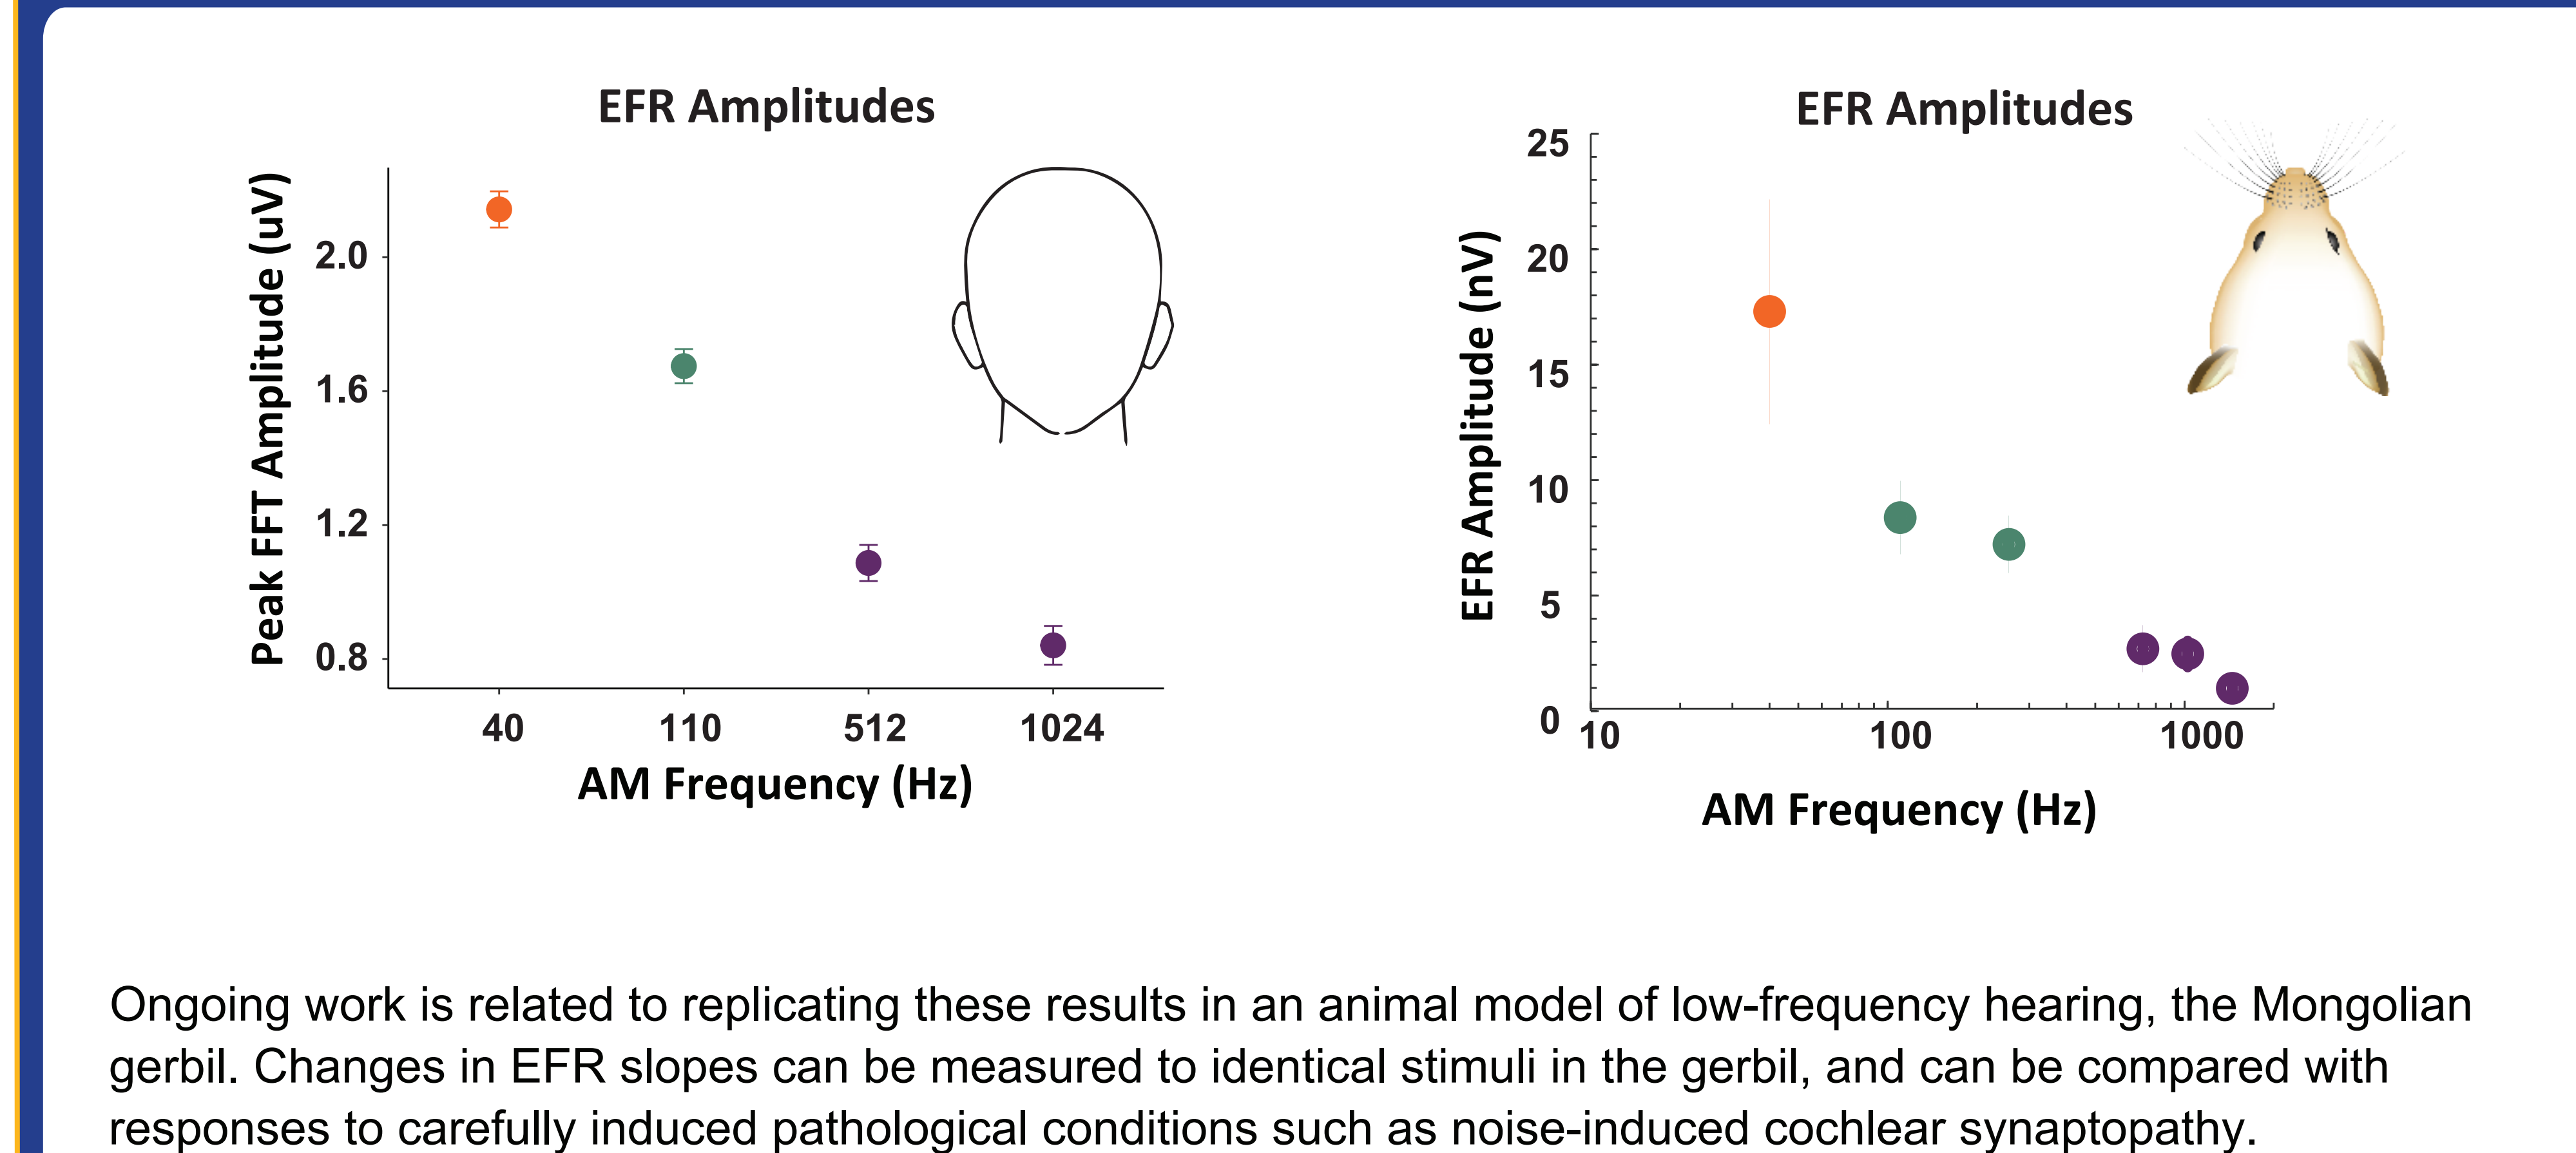 EFR Amplitudes
Peak FFT Amplitude (uV)
2.0
1.6
1.2
0.8
40 110 512 1024
AM Frequency (Hz)
EFR Amplitudes
EFR Amplitude (nV)
25
20
15
10
5
0
10 100 1000
AM Frequency (Hz)
Ongoing work is related to replicating these results in an animal model of low-frequency hearing, the Mongolian
gerbil. Changes in EFR slopes can be measured to identical stimuli in the gerbil, and can be compared with
responses to carefully induced pathological conditions such as noise-induced cochlear synaptopathy.